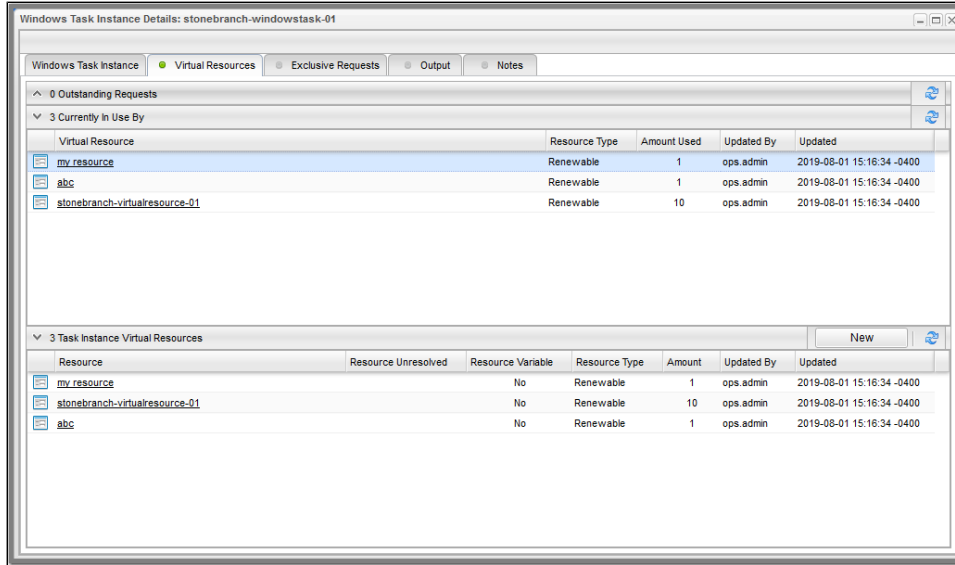 Windows Task Instance Details: stonebranch-windowstask-01
Windows Task Instance Virtual Resources Exclusive Requests Output Notes
0 Outstanding Requests
3 Currently In Use By
Virtual Resource Resource Type Amount Used Updated By Updated
my resource Renewable 1 ops.admin 2019-08-01 15:16:34 -0400
abc Renewable 1 ops.admin 2019-08-01 15:16:34 -0400
stonebranch-virtualresource-01 Renewable 10 ops.admin 2019-08-01 15:16:34 -0400
3 Task Instance Virtual Resources New
Resource Resource Unresolved Resource Variable Resource Type Amount Updated By Updated
my resource No Renewable 1 ops.admin 2019-08-01 15:16:34 -0400
stonebranch-virtualresource-01 No Renewable 10 ops.admin 2019-08-01 15:16:34 -0400
abc No Renewable 1 ops.admin 2019-08-01 15:16:34 -0400